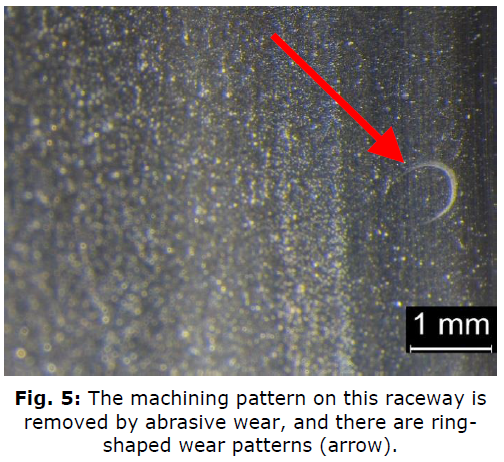 1 mm
Fig. 5: The machining pattern on this raceway is
removed by abrasive wear, and there are ring-
shaped wear patterns (arrow).